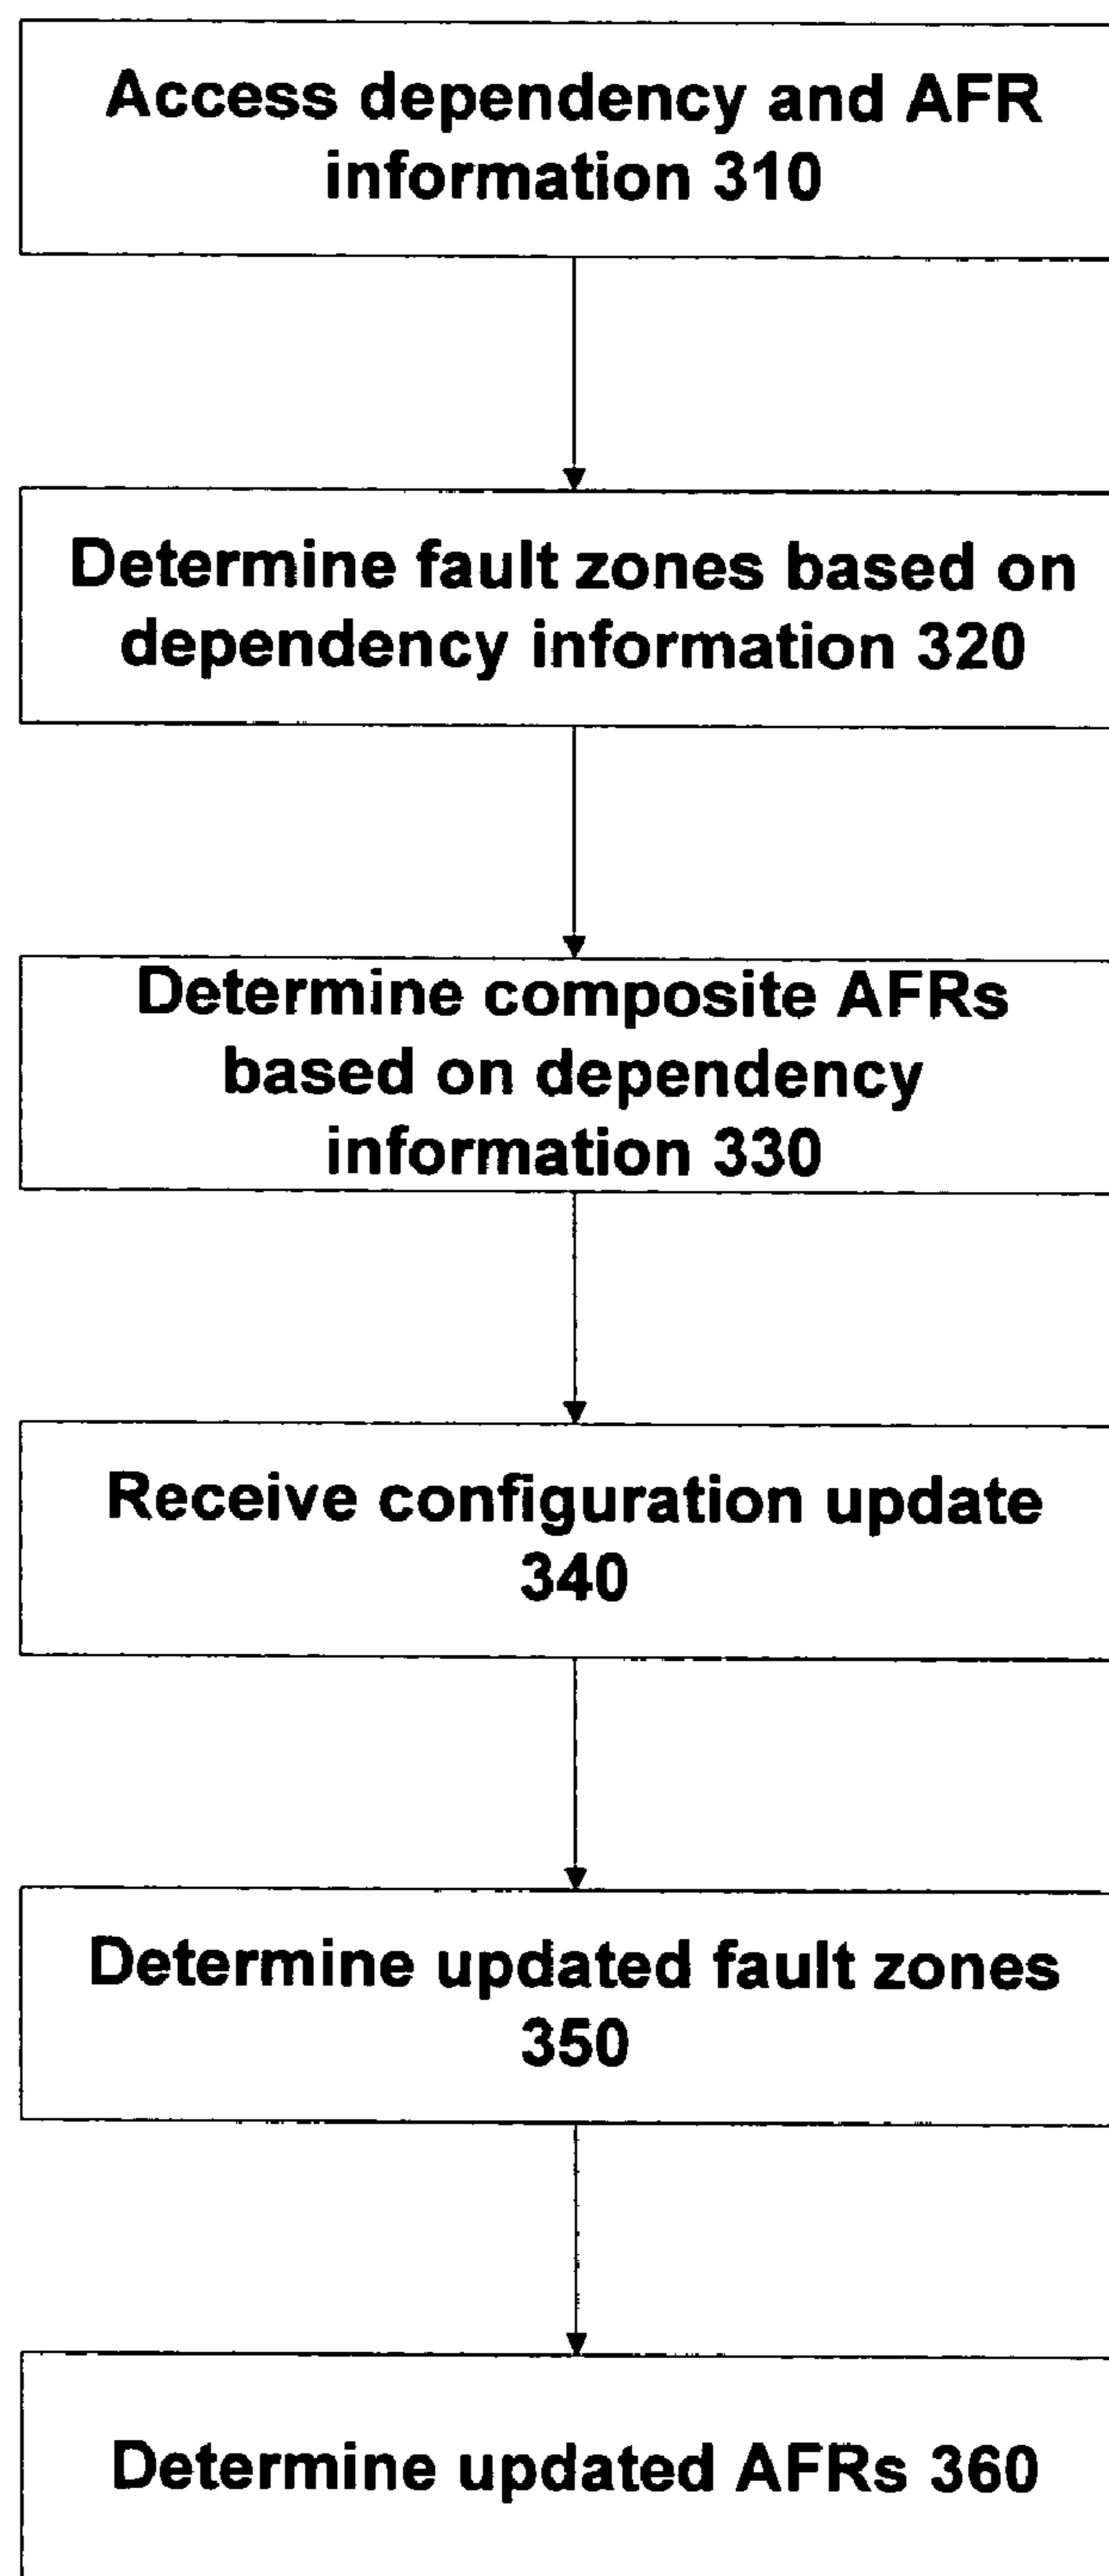 Access dependency and AFR
information 310
Determine fault zones based on
dependency information 320
Determine composite AFRs
based on dependency
information 330
Receive configuration update
340
Determine updated fault zones
350
Determine updated AFRs 360